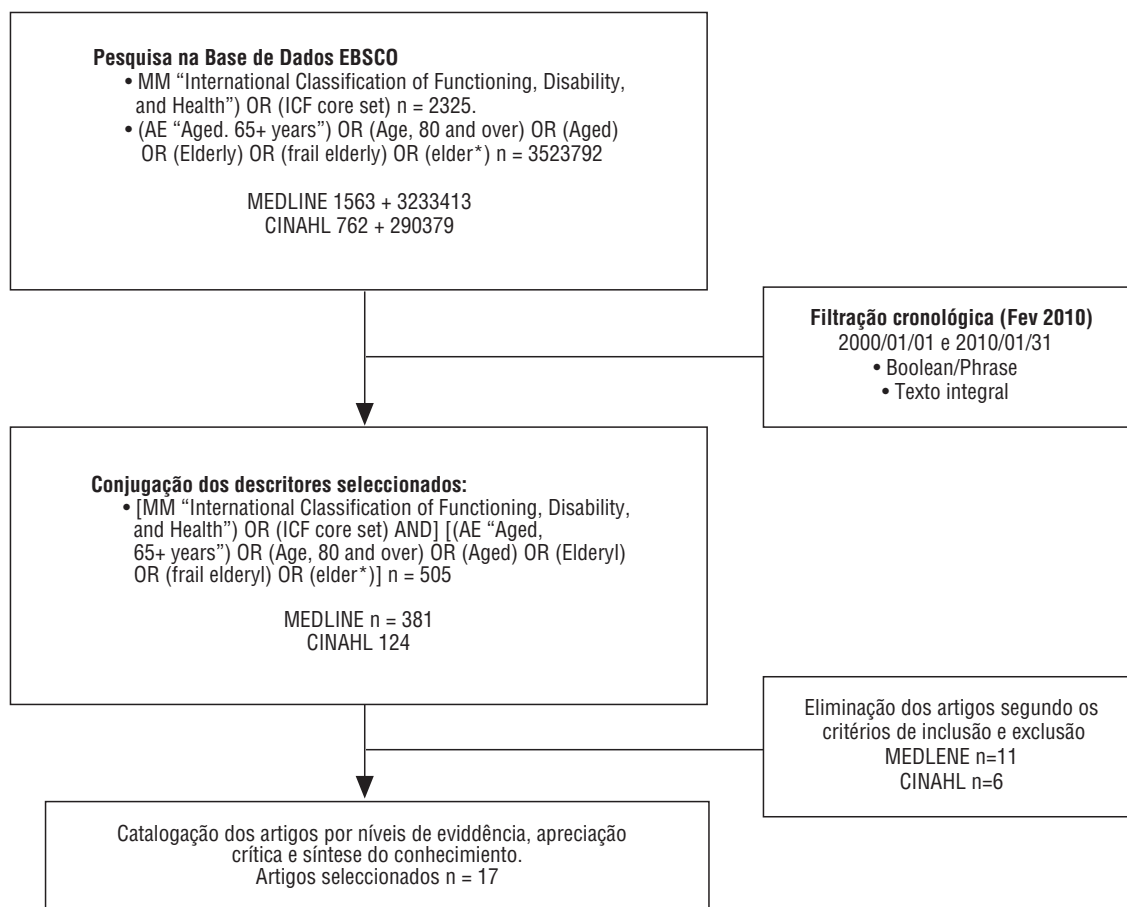 Pesquisa na Base de Dados EBSCO
• MM “International Classification of Functioning, Disability,
and Health”) OR (ICF core set) n = 2325.
• (AE “Aged. 65+ years”) OR (Age, 80 and over) OR (Aged)
OR (Elderly) OR (frail elderly) OR (elder*) n = 3523792
MEDLINE 1563 + 3233413
CINAHL 762 + 290379
Filtração cronológica (Fev 2010)
2000/01/01 e 2010/01/31
• Boolean/Phrase
• Texto integral
Conjugação dos descritores seleccionados:
• [MM “International Classification of Functioning, Disability,
and Health”) OR (ICF core set) AND] [(AE “Aged,
65+ years”) OR (Age, 80 and over) OR (Aged) OR (Elderyl)
OR (frail elderyl) OR (elder*)] n = 505
MEDLINE n = 381
CINAHL 124
Eliminação dos artigos segundo os
critérios de inclusão e exclusão
MEDLENE n=11
CINAHL n=6
Catalogação dos artigos por níveis de eviddência, apreciação
crítica e síntese do conhecimento.
Artigos seleccionados n = 17